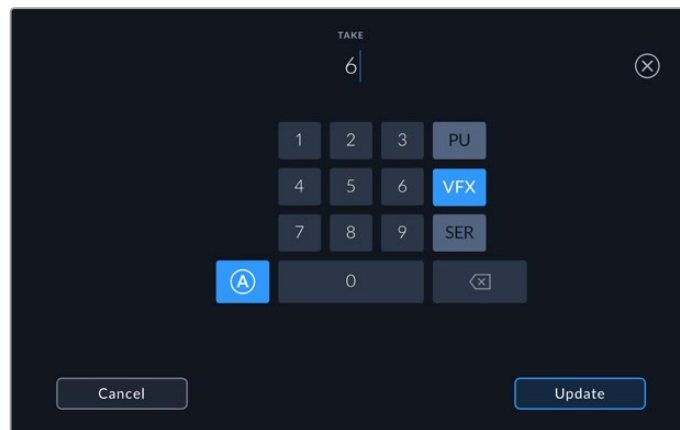 TAKE
6
1 2 3 PU
4 5 6 VFX
7 8 9 SER
A 0
Cancel Update